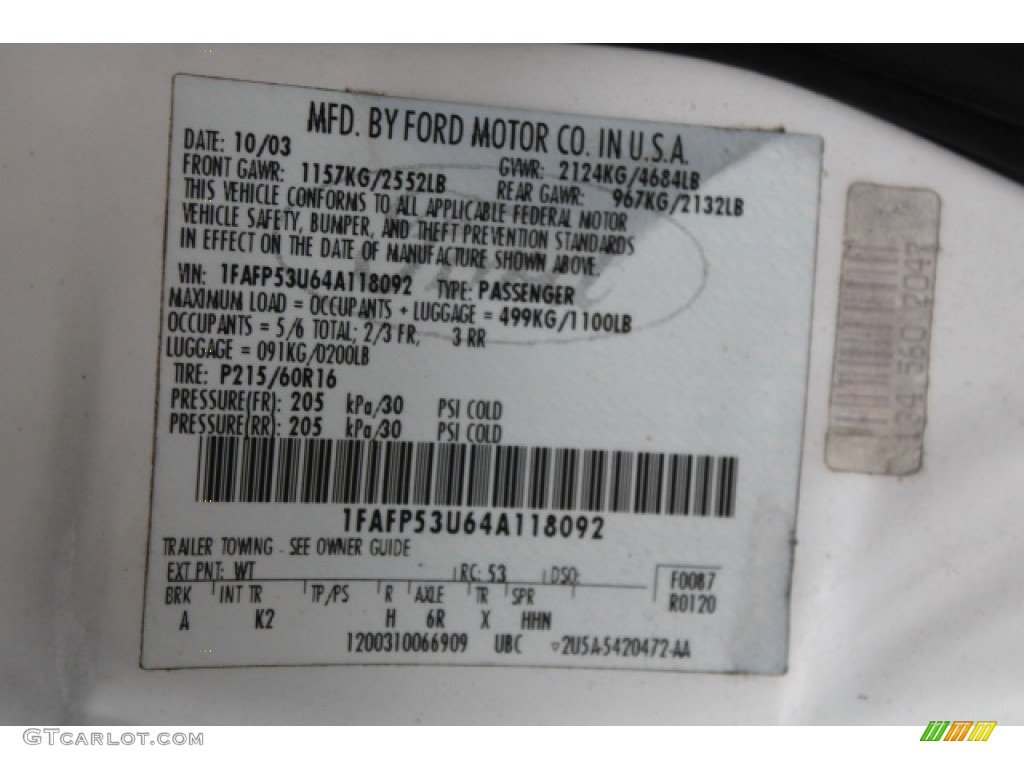 MFD. BY FORD MOTOR CO. IN U.S.A.
DATE: 10/03 GVWR: 2124KG/4684LB
FRONT GAWR: 1157KG/2552LB REAR GAWR: 967KG/2132LB
THIS VEHICLE CONFORMS TO ALL APPLICABLE FEDERAL MOTOR
VEHICLE SAFETY, BUMPER, AND THEFT PREVENTION STANDARDS
IN EFFECT ON THE DATE OF MANUFACTURE SHOWN ABOVE.
VIN: 1FAFP53U64A118092 TYPE: PASSENGER
MAXIMUM LOAD = OCCUPANTS + LUGGAGE = 499KG/1100LB
OCCUPANTS = 5/6 TOTAL; 2/3 FR, 3 RR
LUGGAGE = 091KG/0200LB
TIRE: P215/60R16
PRESSURE(FR): 205 kPa/30 PSI COLD
PRESSURE(RR): 205 kPa/30 PSI COLD
1FAFP53U64A118092
TRAILER TOWING - SEE OWNER GUIDE
EXT PNT: WT RC: 53 DSO: F0087
BRK INT TR TP/PS R AXLE TR SPR R0120
A K2 H 6R X HHN
1200310066909 UBC ▽2U5A-5420472-AA
134 560 2047
GTCarLot.com